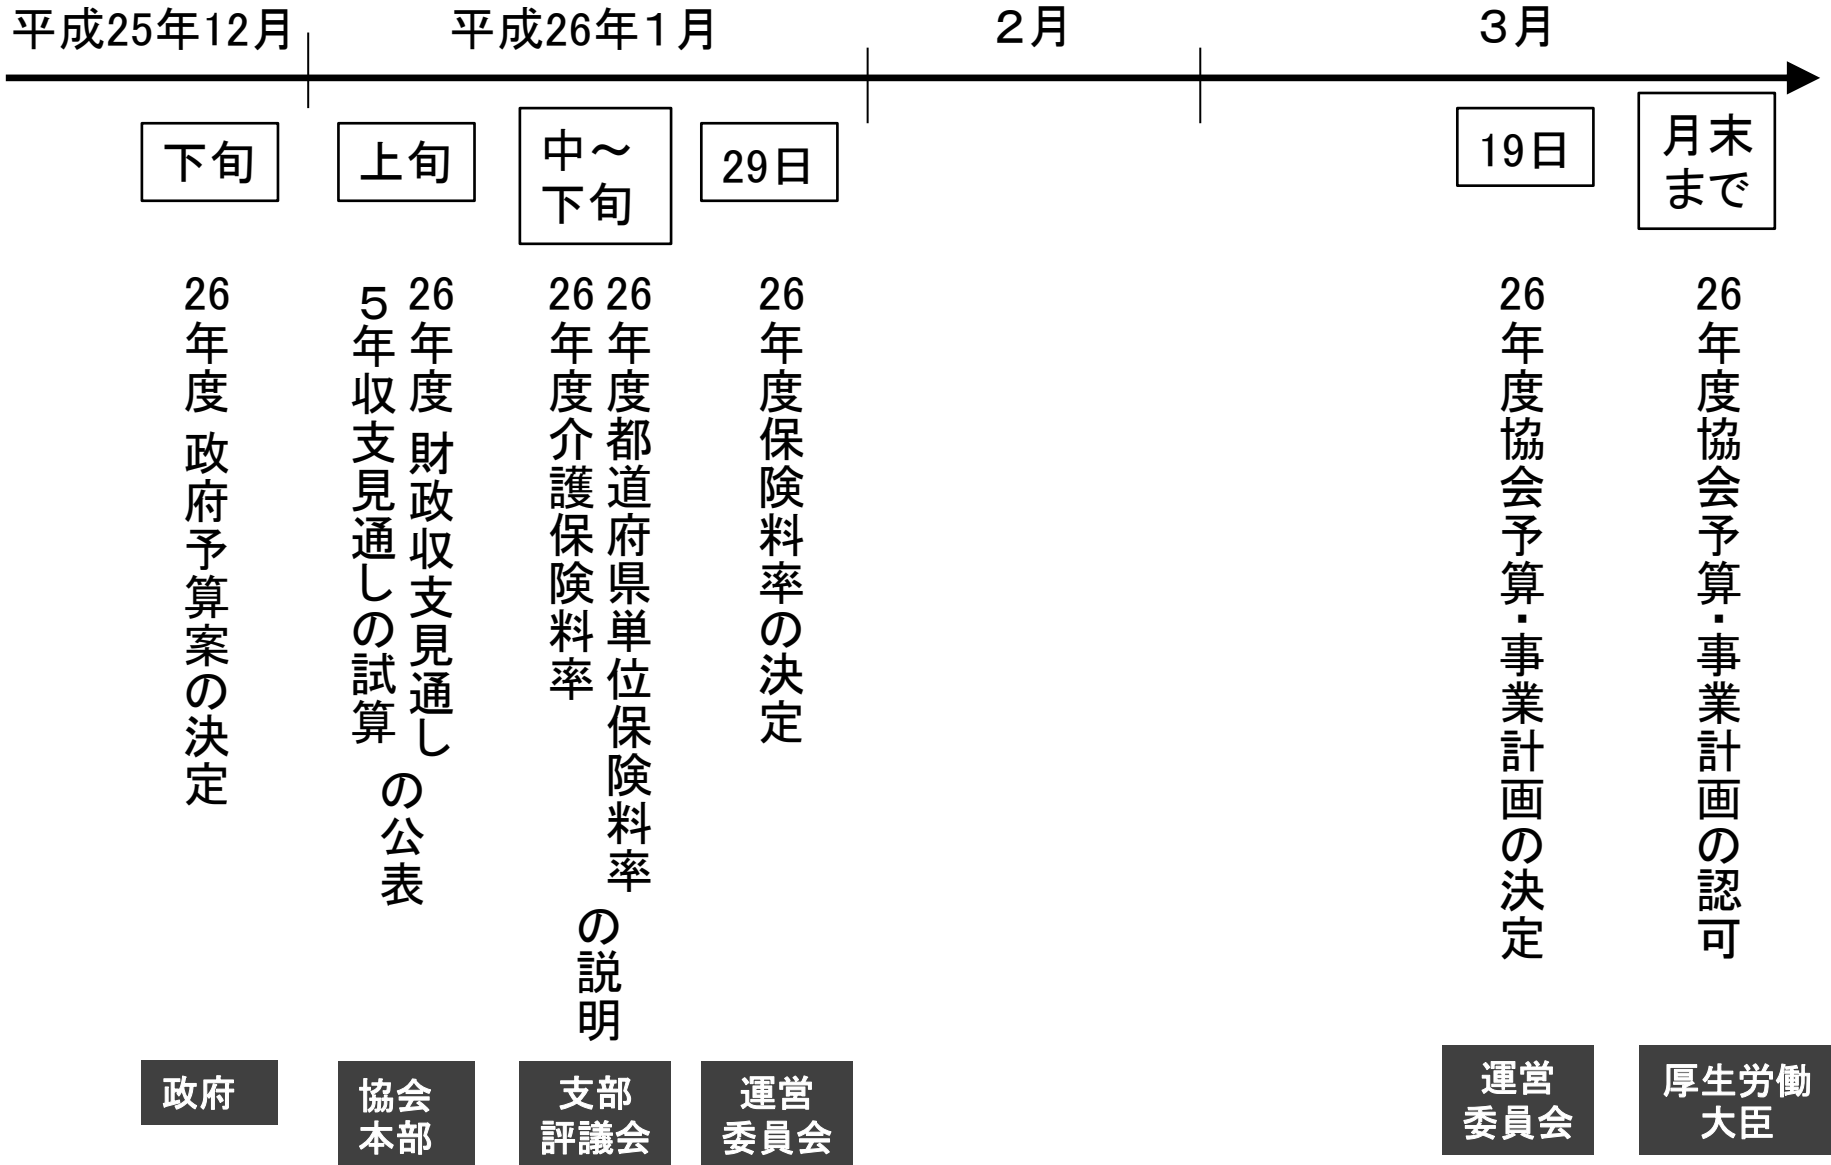 平成25年12月
平成26年１月
２月
３月
下旬
上旬
中～
下旬
29日
19日
月末
まで
26年度 政府予算案の決定
26年度 財政収支見通し
５年収支見通しの試算
の公表
26年度都道府県単位保険料率
26年度介護保険料率
の説明
26年度保険料率の決定
26年度協会予算・事業計画の決定
26年度協会予算・事業計画の認可
政府
協会
本部
支部
評議会
運営
委員会
運営
委員会
厚生労働
大臣